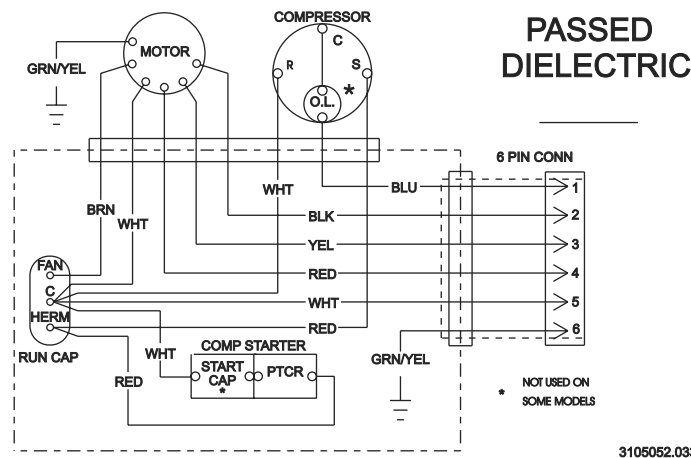 COMPRESSOR
PASSED
DIELECTRIC
MOTOR
C
R
S
GRN/YEL
O.L.
*
6 PIN CONN
WHT
BLU
1
BRN
WHT
BLK
2
YEL
3
FAN
RED
4
C
WHT
5
HERM
RED
6
RUN CAP
WHT
COMP STARTER
GRN/YEL
RED
START
CAP
*
PTCR
* NOT USED ON
SOME MODELS
3105052.033